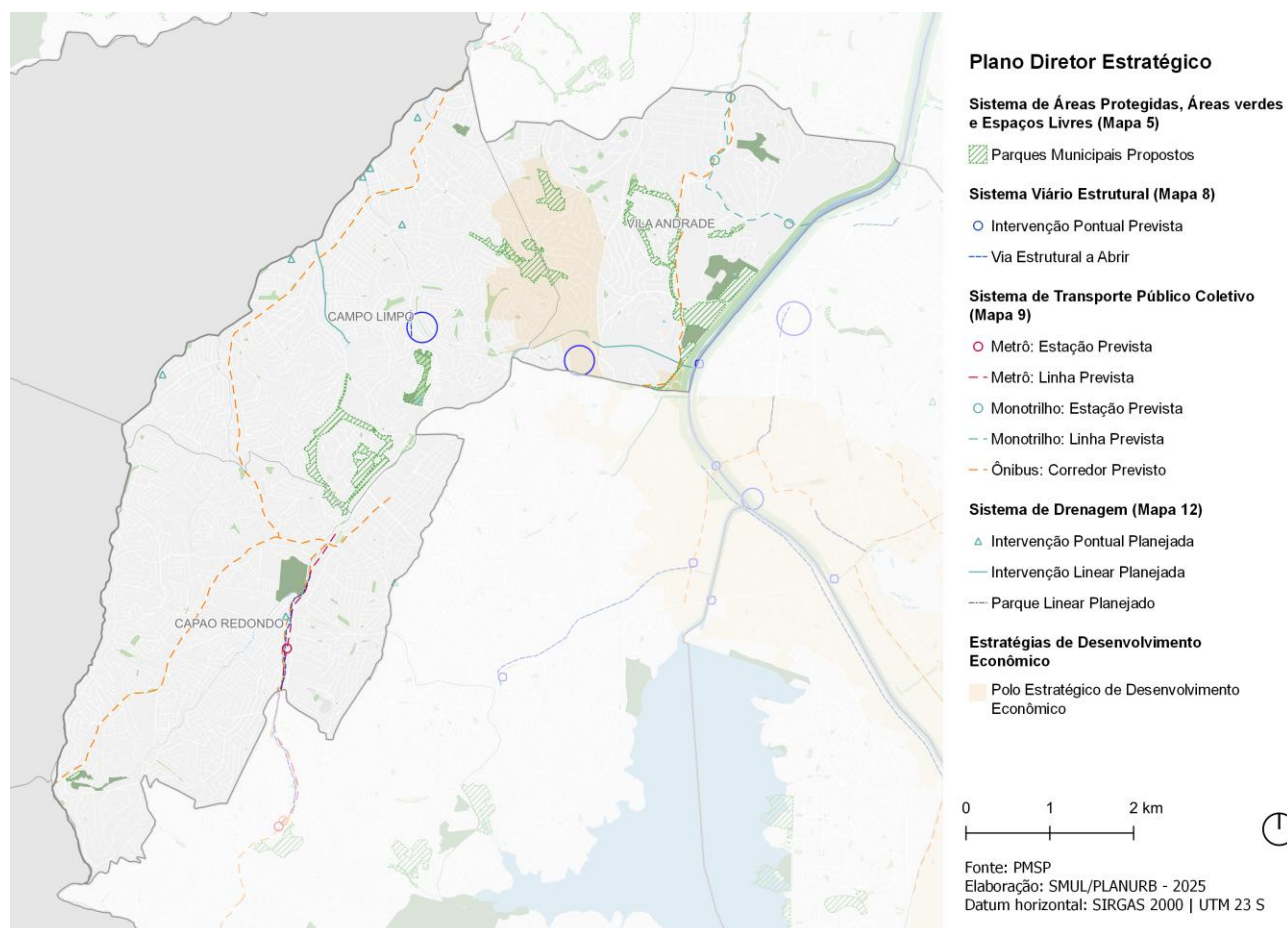 VILA ANDRADE
CAMPO LIMPO
CAPAO REDONDO
Plano Diretor Estratégico
Sistema de Áreas Protegidas, Áreas verdes
e Espaços Livres (Mapa 5)
Parques Municipais Propostos
Sistema Viário Estrutural (Mapa 8)
Intervenção Pontual Prevista
Via Estrutural a Abrir
Sistema de Transporte Público Coletivo
(Mapa 9)
Metrô: Estação Prevista
Metrô: Linha Prevista
Monotrilho: Estação Prevista
Monotrilho: Linha Prevista
Ônibus: Corredor Previsto
Sistema de Drenagem (Mapa 12)
Intervenção Pontual Planejada
Intervenção Linear Planejada
Parque Linear Planejado
Estratégias de Desenvolvimento
Econômico
Polo Estratégico de Desenvolvimento
Econômico
0 1 2 km
Fonte: PMSP
Elaboração: SMUL/PLANURB - 2025
Datum horizontal: SIRGAS 2000 | UTM 23 S